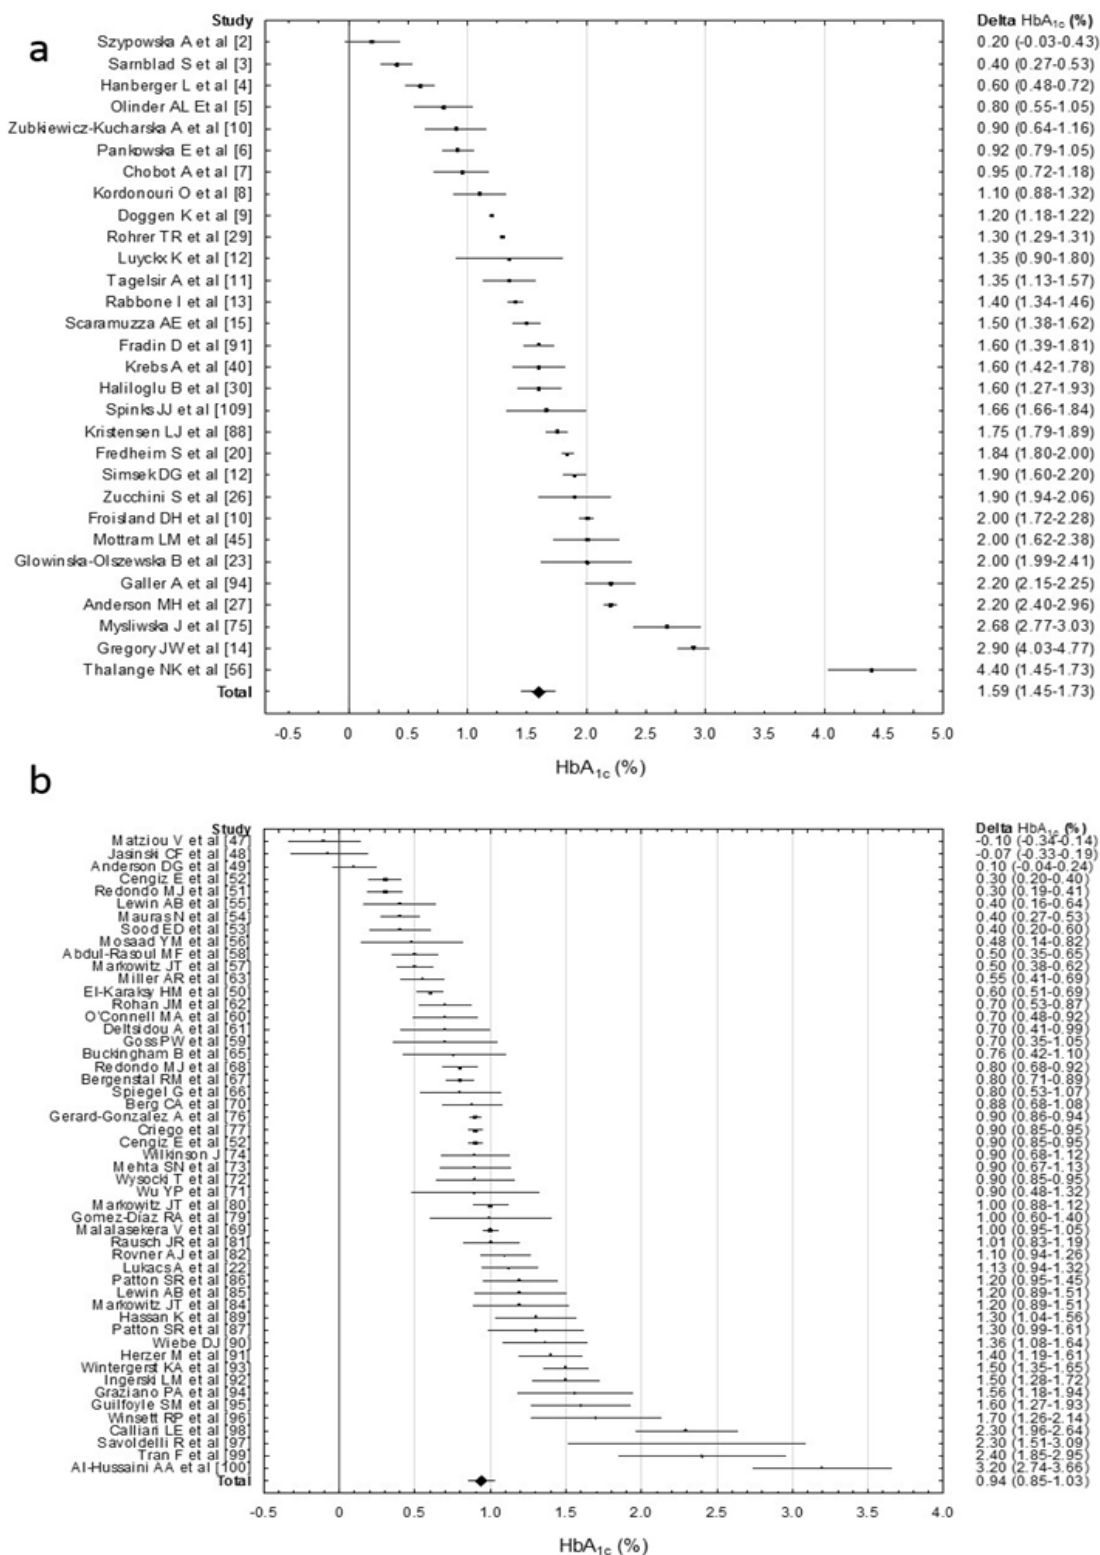 a
Study Delta HbA1c (%)
Szypowska A et al [2] 0.20 (-0.03-0.43)
Sarnblad S et al [3] 0.40 (0.27-0.53)
Hanberger L et al [4] 0.60 (0.48-0.72)
Olinder AL Et al [5] 0.80 (0.55-1.05)
Zubkiewicz-Kucharska A et al [10] 0.90 (0.64-1.16)
Pankowska E et al [6] 0.92 (0.79-1.05)
Chobot A et al [7] 0.95 (0.72-1.18)
Kordonouri O et al [8] 1.10 (0.88-1.32)
Doggen K et al [9] 1.20 (1.18-1.22)
Rohrer TR et al [29] 1.30 (1.29-1.31)
Luyckx K et al [12] 1.35 (0.90-1.80)
Tagelsir A et al [11] 1.35 (1.13-1.57)
Rabbone I et al [13] 1.40 (1.34-1.46)
Scaramuzza AE et al [15] 1.50 (1.38-1.62)
Fradin D et al [91] 1.60 (1.39-1.81)
Krebs A et al [40] 1.60 (1.42-1.78)
Haliloglu B et al [30] 1.60 (1.27-1.93)
Spinks JJ et al [109] 1.66 (1.66-1.84)
Kristensen LJ et al [88] 1.75 (1.79-1.89)
Fredheim S et al [20] 1.84 (1.80-2.00)
Simsek DG et al [12] 1.90 (1.60-2.20)
Zucchini S et al [26] 1.90 (1.94-2.06)
Froisland DH et al [10] 2.00 (1.72-2.28)
Mottram LM et al [45] 2.00 (1.62-2.38)
Glowinska-Olszewska B et al [23] 2.00 (1.99-2.41)
Galler A et al [94] 2.20 (2.15-2.25)
Anderson MH et al [27] 2.20 (2.40-2.96)
Mysliwska J et al [75] 2.68 (2.77-3.03)
Gregory JW et al [14] 2.90 (4.03-4.77)
Thalange NK et al [56] 4.40 (1.45-1.73)
Total 1.59 (1.45-1.73)
-0.5 0 0.5 1.0 1.5 2.0 2.5 3.0 3.5 4.0 4.5 5.0
HbA1c (%)
b
Study Delta HbA1c (%)
Matziou V et al [47] -0.10 (-0.34-0.14)
Jasinski CF et al [48] -0.07 (-0.33-0.19)
Anderson DG et al [49] 0.10 (-0.04-0.24)
Cengiz E et al [52] 0.30 (0.20-0.40)
Redondo MJ et al [51] 0.30 (0.19-0.41)
Lewin AB et al [55] 0.40 (0.16-0.64)
Mauras N et al [54] 0.40 (0.27-0.53)
Sood ED et al [53] 0.40 (0.20-0.60)
Mosaad YM et al [56] 0.48 (0.14-0.82)
Abdul-Rasoul MF et al [58] 0.50 (0.35-0.65)
Markowitz JT et al [57] 0.50 (0.38-0.62)
Miller AR et al [63] 0.55 (0.41-0.69)
El-Karaksy HM et al [50] 0.60 (0.51-0.69)
Rohan JM et al [62] 0.70 (0.53-0.87)
O'Connell MA et al [60] 0.70 (0.48-0.92)
Deltsidou A et al [61] 0.70 (0.41-0.99)
Goss PW et al [59] 0.70 (0.35-1.05)
Buckingham B et al [65] 0.76 (0.42-1.10)
Redondo MJ et al [68] 0.80 (0.68-0.92)
Bergenstal RM et al [67] 0.80 (0.71-0.89)
Spiegel G et al [66] 0.80 (0.53-1.07)
Berg CA et al [70] 0.88 (0.68-1.08)
Gerard-Gonzalez A et al [76] 0.90 (0.86-0.94)
Criego et al [77] 0.90 (0.85-0.95)
Cengiz E et al [52] 0.90 (0.85-0.95)
Wilkinson J [74] 0.90 (0.68-1.12)
Mehta SN et al [73] 0.90 (0.67-1.13)
Wysocki T et al [72] 0.90 (0.85-0.95)
Wu YP et al [71] 0.90 (0.48-1.32)
Markowitz JT et al [80] 1.00 (0.88-1.12)
Gomez-Diaz RA et al [79] 1.00 (0.60-1.40)
Malalasekera V et al [69] 1.00 (0.95-1.05)
Rausch JR et al [81] 1.01 (0.83-1.19)
Rovner AJ et al [82] 1.10 (0.94-1.26)
Lukacs A et al [22] 1.13 (0.94-1.32)
Patton SR et al [86] 1.20 (0.95-1.45)
Lewin AB et al [85] 1.20 (0.89-1.51)
Markowitz JT et al [84] 1.20 (0.89-1.51)
Hassan K et al [89] 1.30 (1.04-1.56)
Patton SR et al [87] 1.30 (0.99-1.61)
Wiebe DJ [90] 1.36 (1.08-1.64)
Herzer M et al [91] 1.40 (1.19-1.61)
Wintergerst KA et al [93] 1.50 (1.35-1.65)
Ingerski LM et al [92] 1.50 (1.28-1.72)
Graziano PA et al [94] 1.56 (1.18-1.94)
Guilfoyle SM et al [95] 1.60 (1.27-1.93)
Winsett RP et al [96] 1.70 (1.26-2.14)
Calliari LE et al [98] 2.30 (1.96-2.64)
Savoldelli R et al [97] 2.30 (1.51-3.09)
Tran F et al [99] 2.40 (1.85-2.95)
Al-Hussaini AA et al [100] 3.20 (2.74-3.66)
Total 0.94 (0.85-1.03)
-0.5 0 0.5 1.0 1.5 2.0 2.5 3.0 3.5 4.0
HbA1c (%)